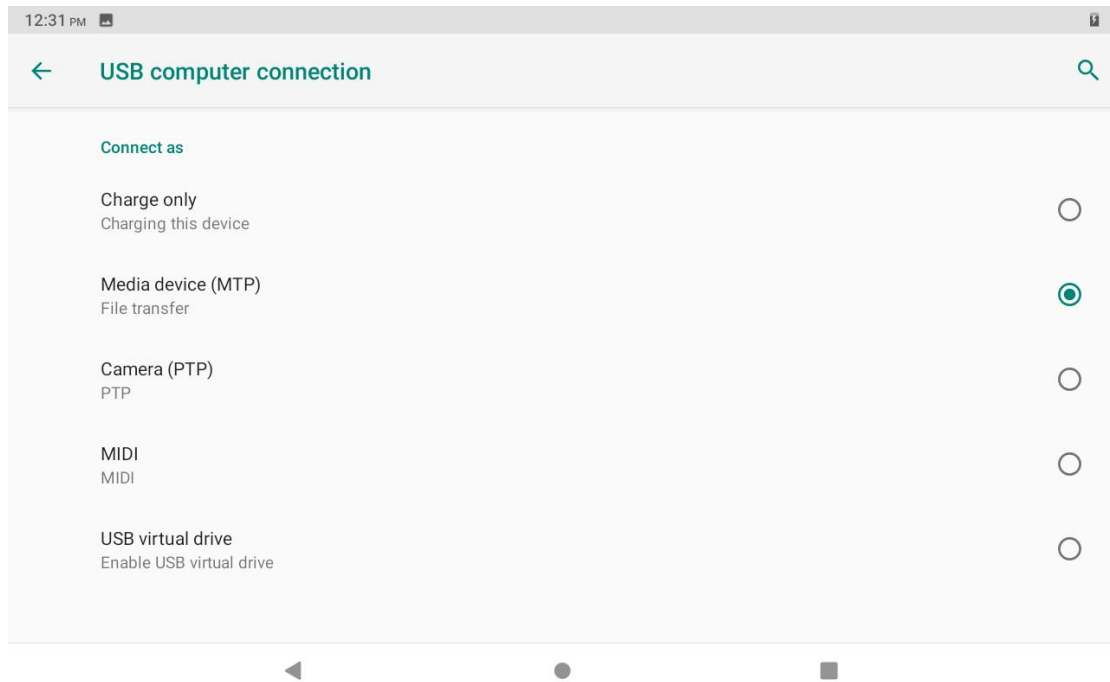 12:31 PM
USB computer connection
Connect as
Charge only
Charging this device
Media device (MTP)
File transfer
Camera (PTP)
PTP
MIDI
MIDI
USB virtual drive
Enable USB virtual drive